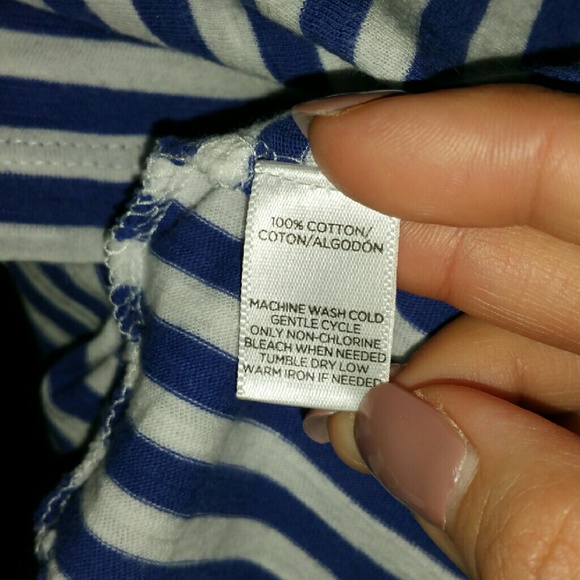 100% COTTON/
COTON/ALGODÓN
MACHINE WASH COLD
GENTLE CYCLE
ONLY NON-CHLORINE
BLEACH WHEN NEEDED
TUMBLE DRY LOW
WARM IRON IF NEEDED